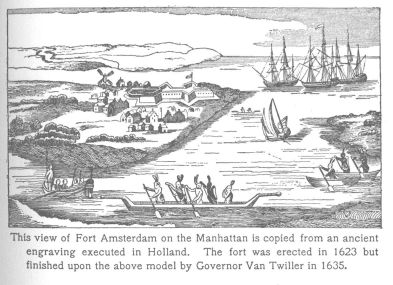 This view of Fort Amsterdam on the Manhattan is copied from an ancient
engraving executed in Holland. The fort was erected in 1623 but
finished upon the above model by Governor Van Twiller in 1635.